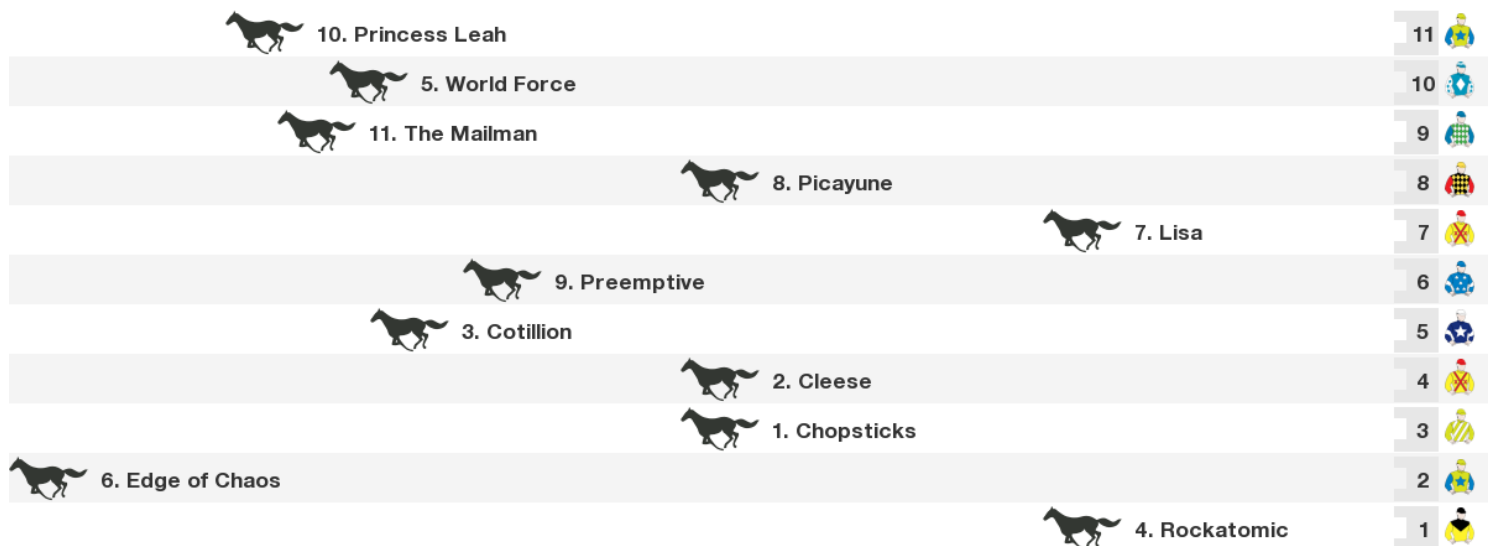 10. Princess Leah 11
5. World Force 10
11. The Mailman 9
8. Picayune 8
7. Lisa 7
9. Preemptive 6
3. Cotillion 5
2. Cleese 4
1. Chopsticks 3
6. Edge of Chaos 2
4. Rockatomic 1